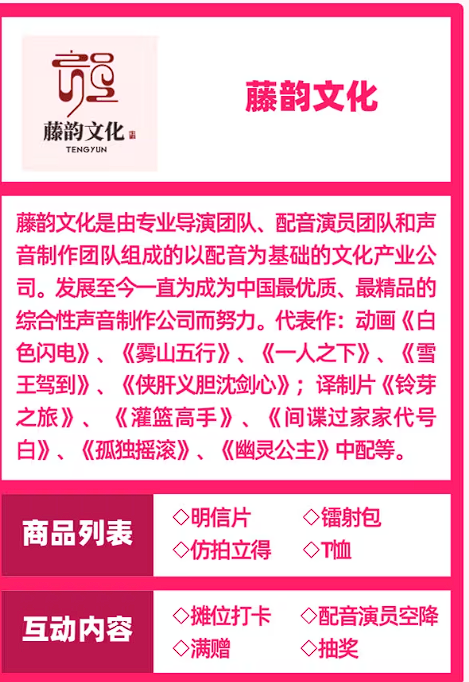 藤韵文化
TENGYUN
藤韵文化
藤韵文化是由专业导演团队、配音演员团队和声
音制作团队组成的以配音为基础的文化产业公
司。发展至今一直为成为中国最优质、最精品的
综合性声音制作公司而努力。代表作：动画《白
色闪电》、《雾山五行》、《一人之下》、《雪
王驾到》、《侠肝义胆沈剑心》；译制片《铃芽
之旅》、《灌篮高手》、《间谍过家家代号
白》、《孤独摇滚》、《幽灵公主》中配等。
商品列表
◇明信片 ◇镭射包
◇仿拍立得 ◇T恤
互动内容
◇摊位打卡 ◇配音演员空降
◇满赠 ◇抽奖